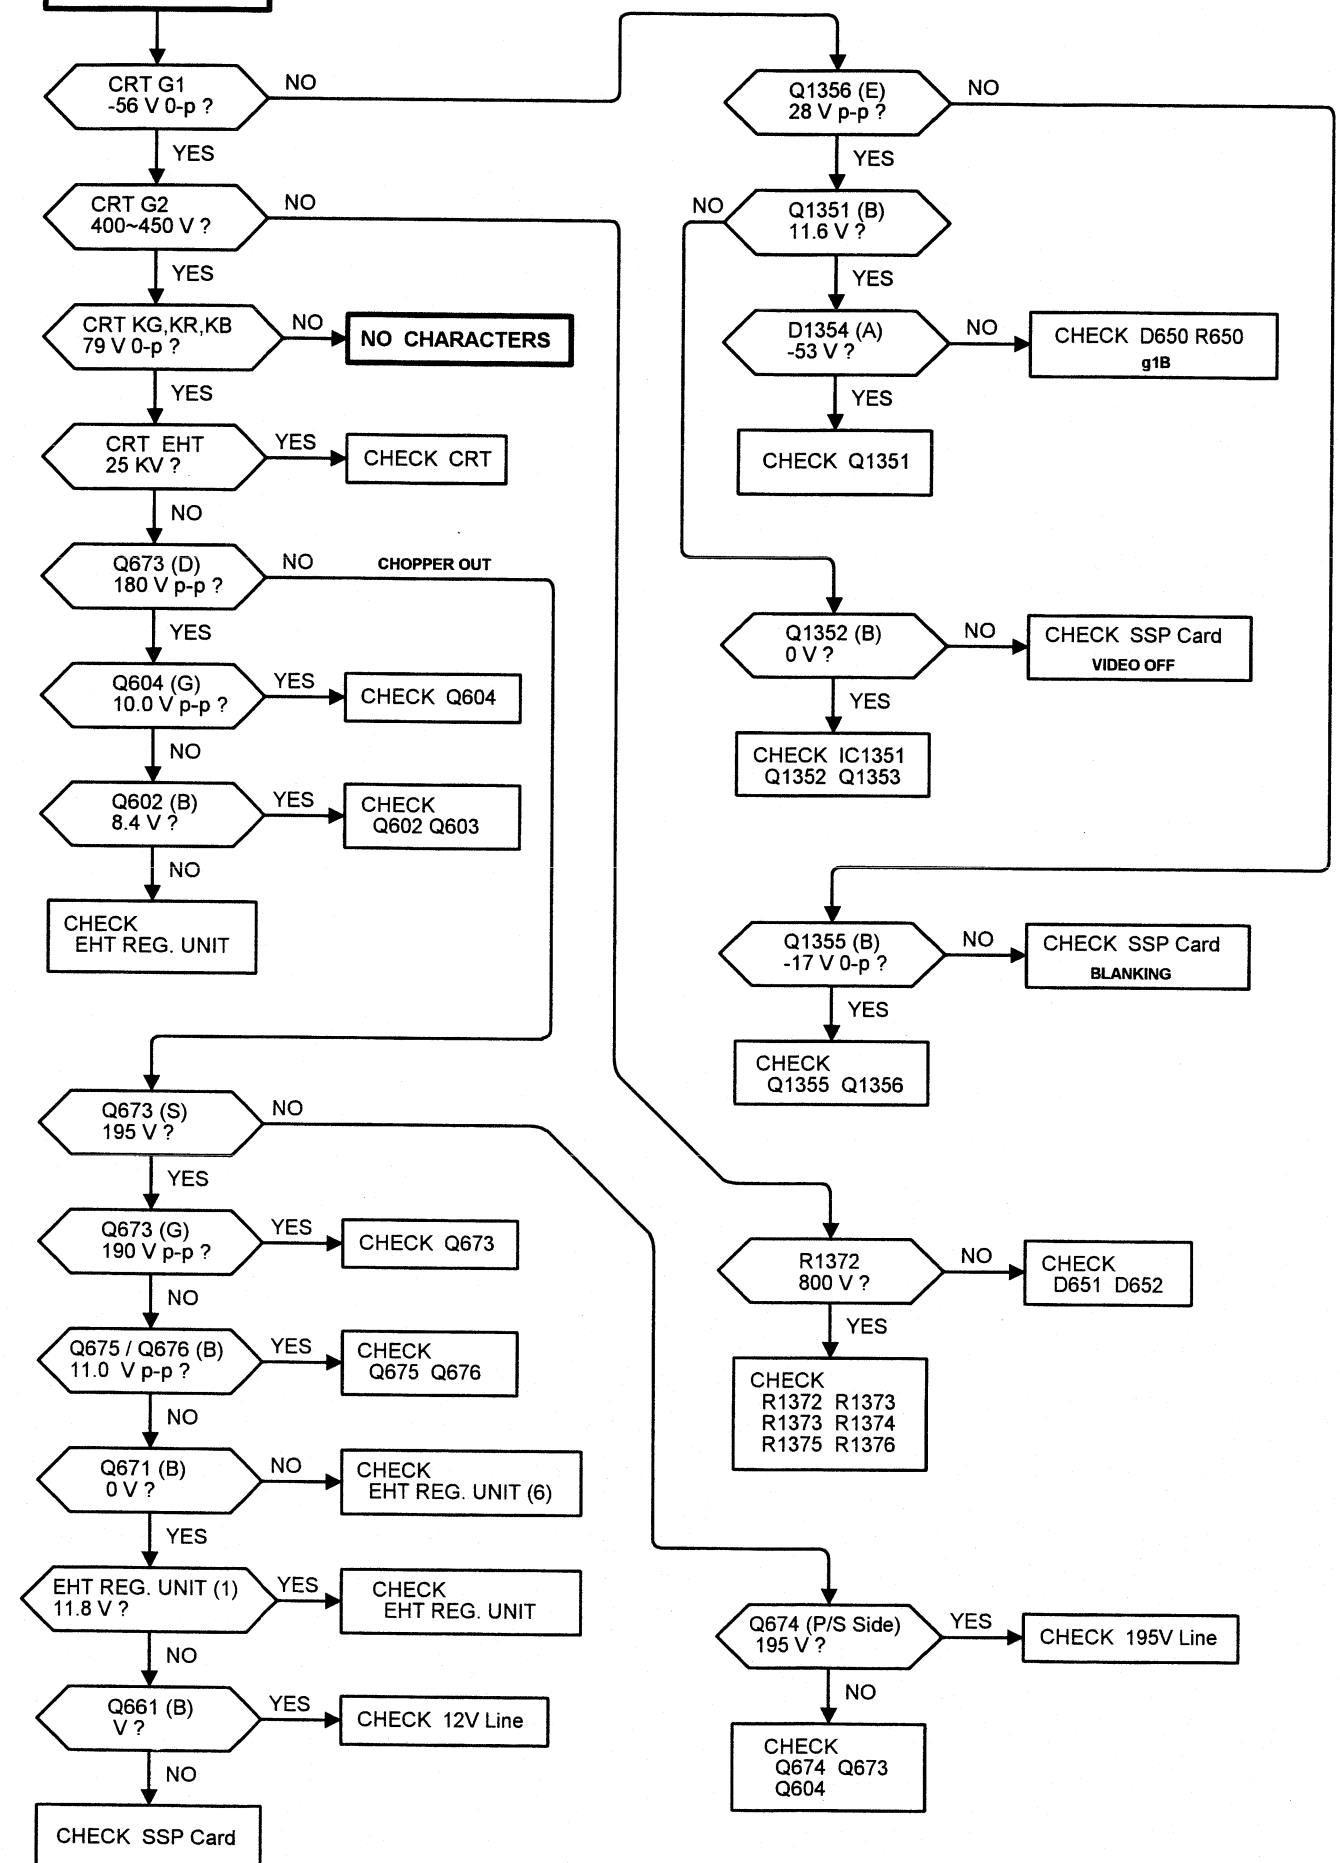 CRT G1
-56 V 0-p ?
NO
YES
CRT G2
400~450 V ?
NO
YES
CRT KG,KR,KB
79 V 0-p ?
NO
NO CHARACTERS
YES
CRT EHT
25 KV ?
YES
CHECK CRT
NO
Q673 (D)
180 V p-p ?
NO
CHOPPER OUT
YES
Q604 (G)
10.0 V p-p ?
YES
CHECK Q604
NO
Q602 (B)
8.4 V ?
YES
CHECK
Q602 Q603
NO
CHECK
EHT REG. UNIT
Q673 (S)
195 V ?
NO
YES
Q673 (G)
190 V p-p ?
YES
CHECK Q673
NO
Q675 / Q676 (B)
11.0 V p-p ?
YES
CHECK
Q675 Q676
NO
Q671 (B)
0 V ?
NO
CHECK
EHT REG. UNIT (6)
YES
EHT REG. UNIT (1)
11.8 V ?
YES
CHECK
EHT REG. UNIT
NO
Q661 (B)
V ?
YES
CHECK 12V Line
NO
CHECK SSP Card
Q1356 (E)
28 V p-p ?
NO
YES
Q1351 (B)
11.6 V ?
NO
YES
D1354 (A)
-53 V ?
NO
CHECK D650 R650
g1B
YES
CHECK Q1351
Q1352 (B)
0 V ?
NO
CHECK SSP Card
VIDEO OFF
YES
CHECK IC1351
Q1352 Q1353
Q1355 (B)
-17 V 0-p ?
NO
CHECK SSP Card
BLANKING
YES
CHECK
Q1355 Q1356
R1372
800 V ?
NO
CHECK
D651 D652
YES
CHECK
R1372 R1373
R1373 R1374
R1375 R1376
Q674 (P/S Side)
195 V ?
YES
CHECK 195V Line
NO
CHECK
Q674 Q673
Q604